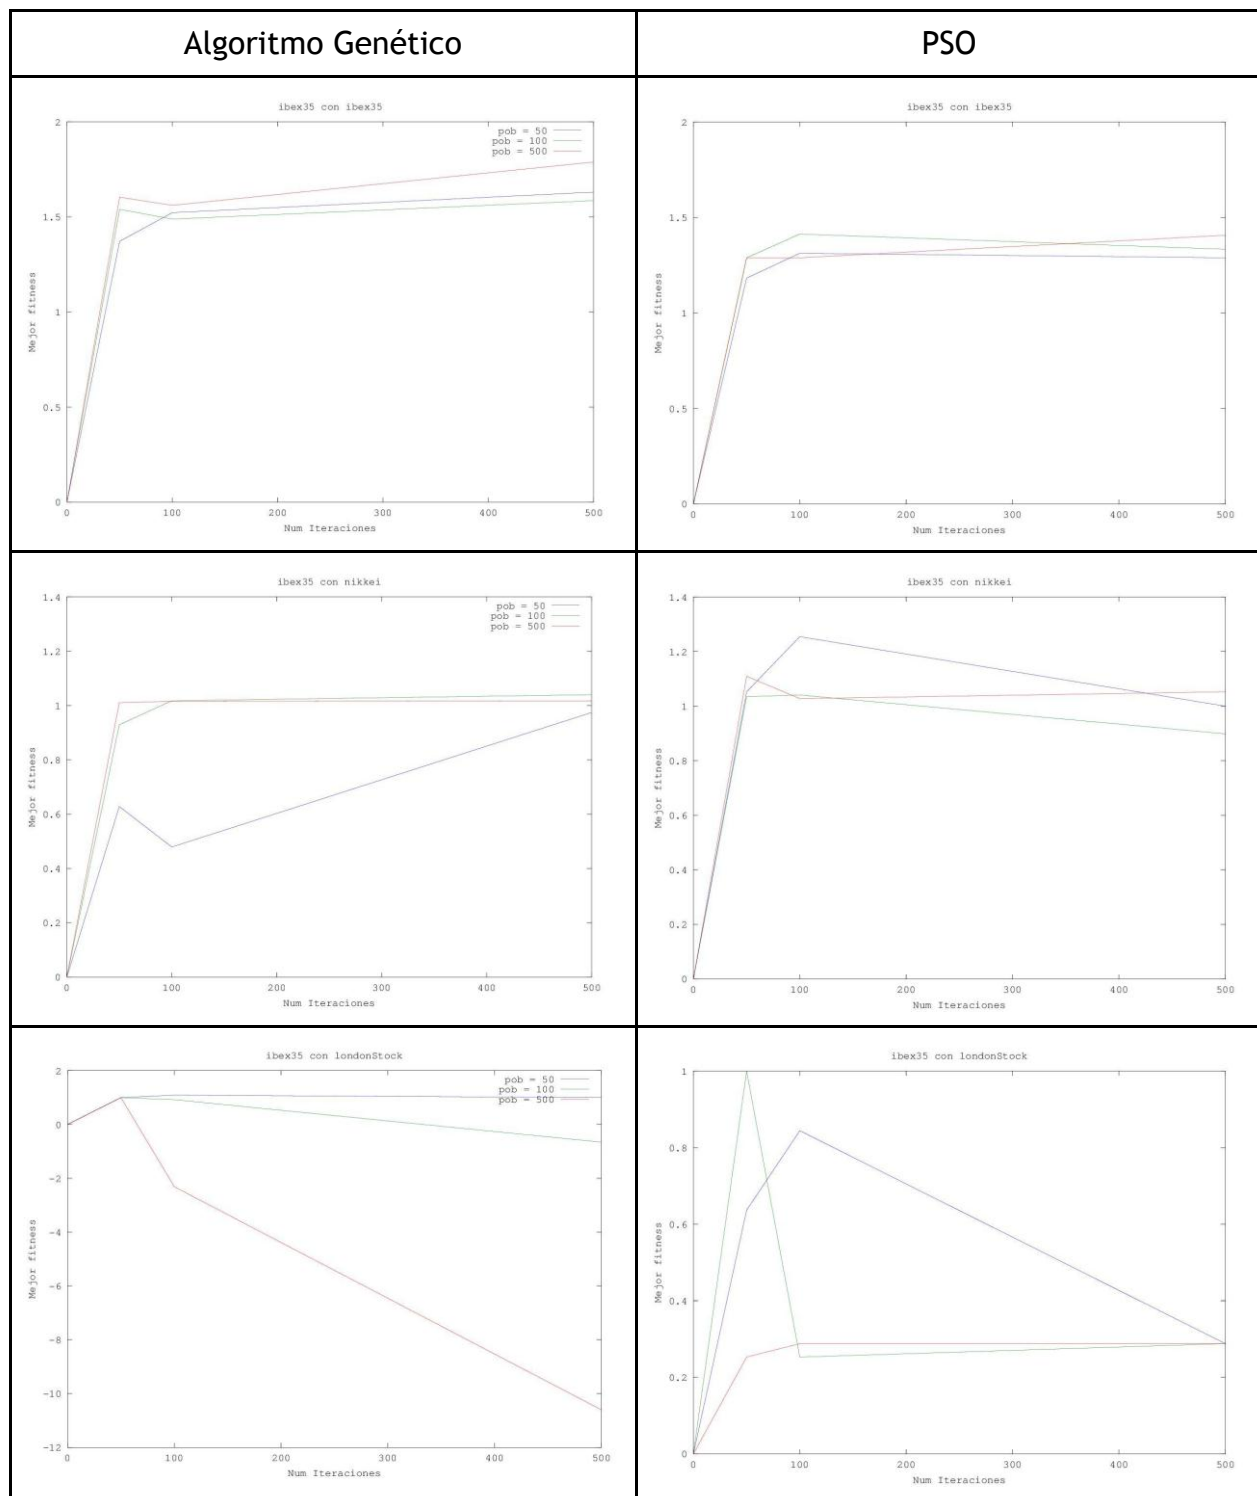 Algoritmo Genético
PSO
ibex35 con ibex35
pob = 50
pob = 100
pob = 500
2
1.5
1
0.5
0
0 100 200 300 400 500
Mejor fitness
Num Iteraciones
ibex35 con ibex35
2
1.5
1
0.5
0
0 100 200 300 400 500
Mejor fitness
Num Iteraciones
ibex35 con nikkei
pob = 50
pob = 100
pob = 500
1.4
1.2
1
0.8
0.6
0.4
0.2
0
0 100 200 300 400 500
Mejor fitness
Num Iteraciones
ibex35 con nikkei
1.4
1.2
1
0.8
0.6
0.4
0.2
0
0 100 200 300 400 500
Mejor fitness
Num Iteraciones
ibex35 con londonStock
pob = 50
pob = 100
pob = 500
2
0
-2
-4
-6
-8
-10
-12
0 100 200 300 400 500
Mejor fitness
Num Iteraciones
ibex35 con londonStock
1
0.8
0.6
0.4
0.2
0
0 100 200 300 400 500
Mejor fitness
Num Iteraciones